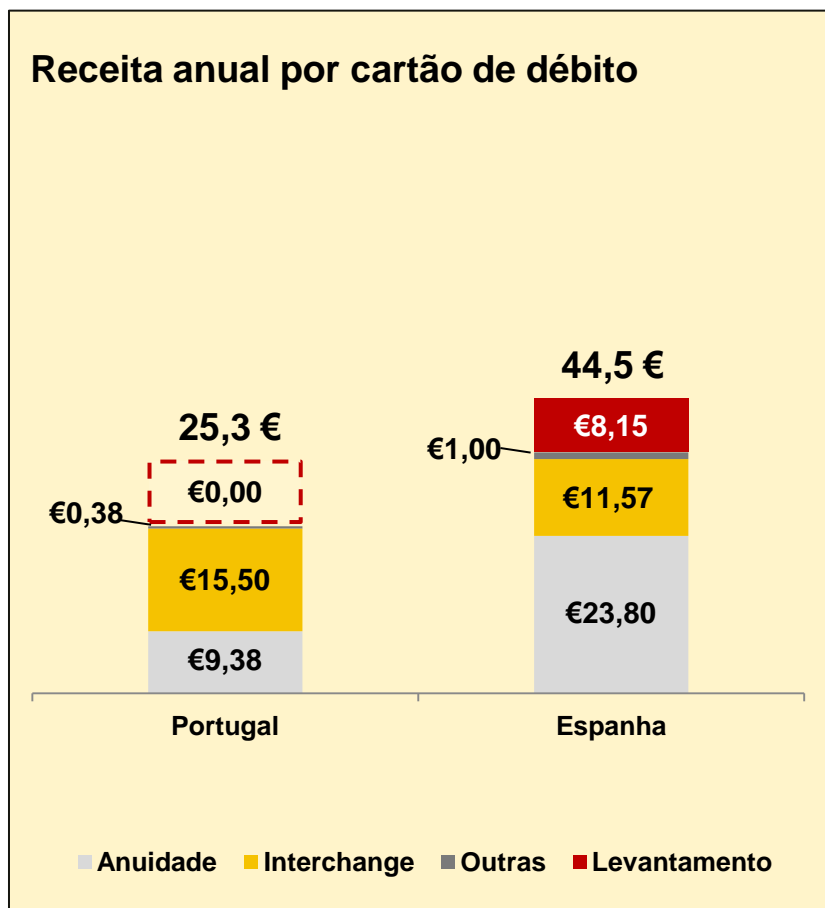 Receita anual por cartão de débito
44,5 €
25,3 €
€8,15
€1,00
€0,00
€0,38
€11,57
€15,50
€23,80
€9,38
Portugal
Espanha
Anuidade Interchange Outras Levantamento